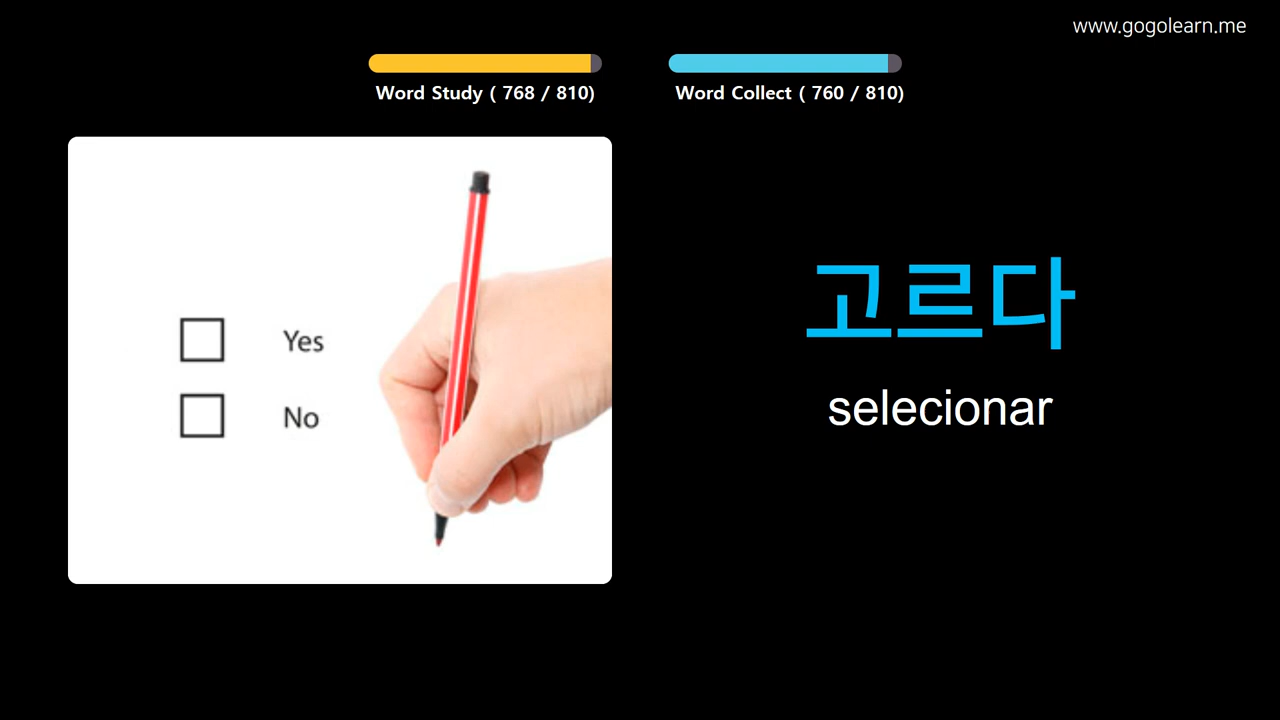 www.gogolearn.me
Word Study ( 768 / 810)
Word Collect ( 760 / 810)
Yes
No
고르다
selecionar